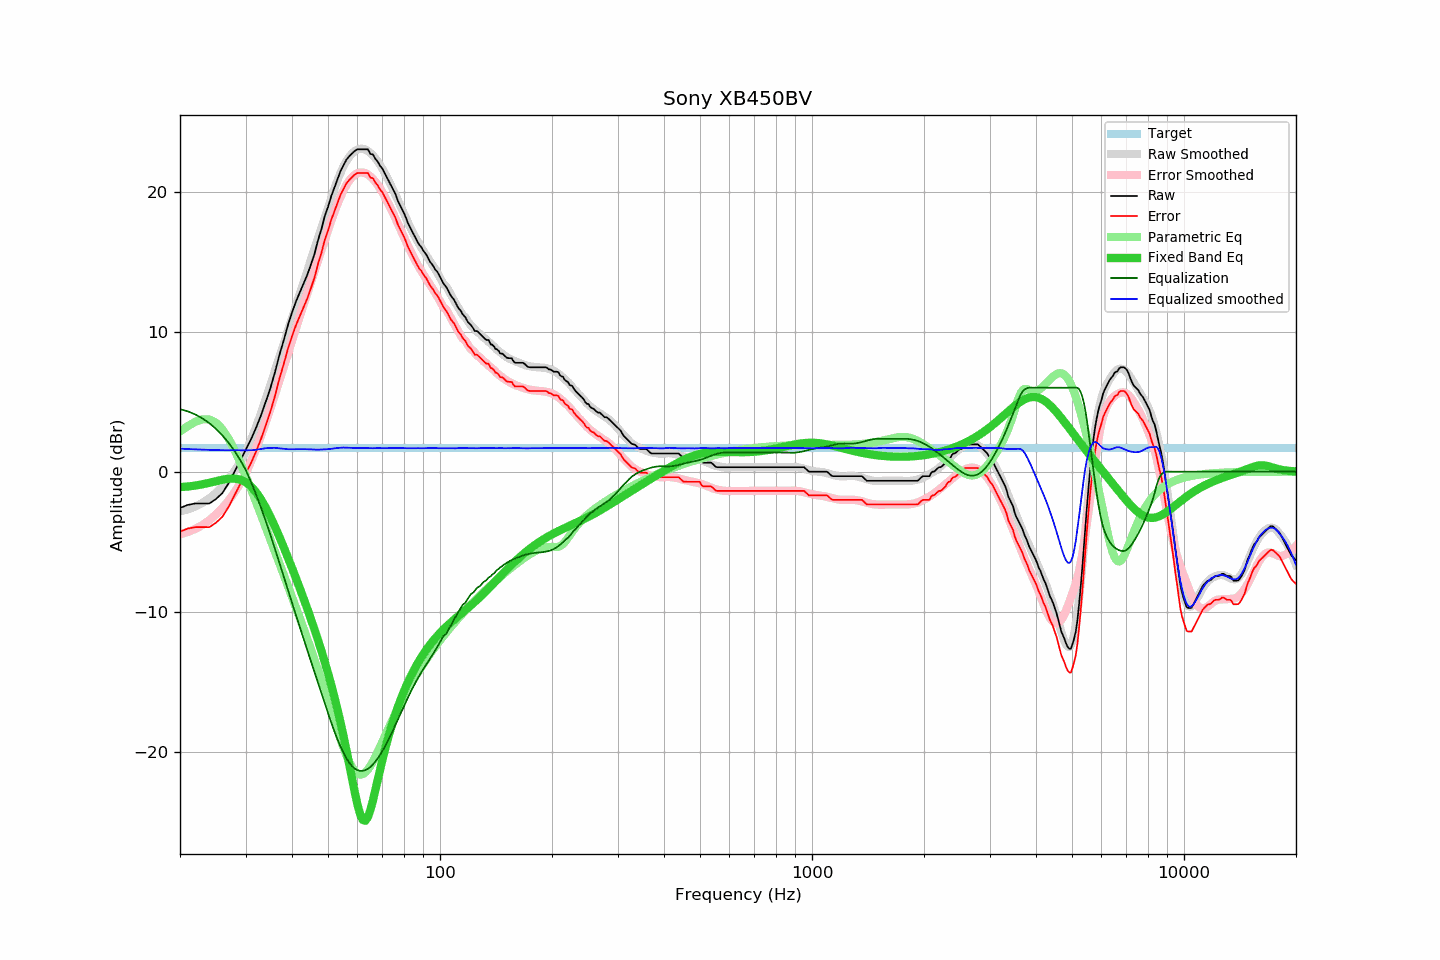 Sony XB450BV
Target
Raw Smoothed
Error Smoothed
Raw
Error
Parametric Eq
Fixed Band Eq
Equalization
Equalized smoothed
Amplitude (dBr)
20
10
0
−10
−20
100 1000 10000
Frequency (Hz)